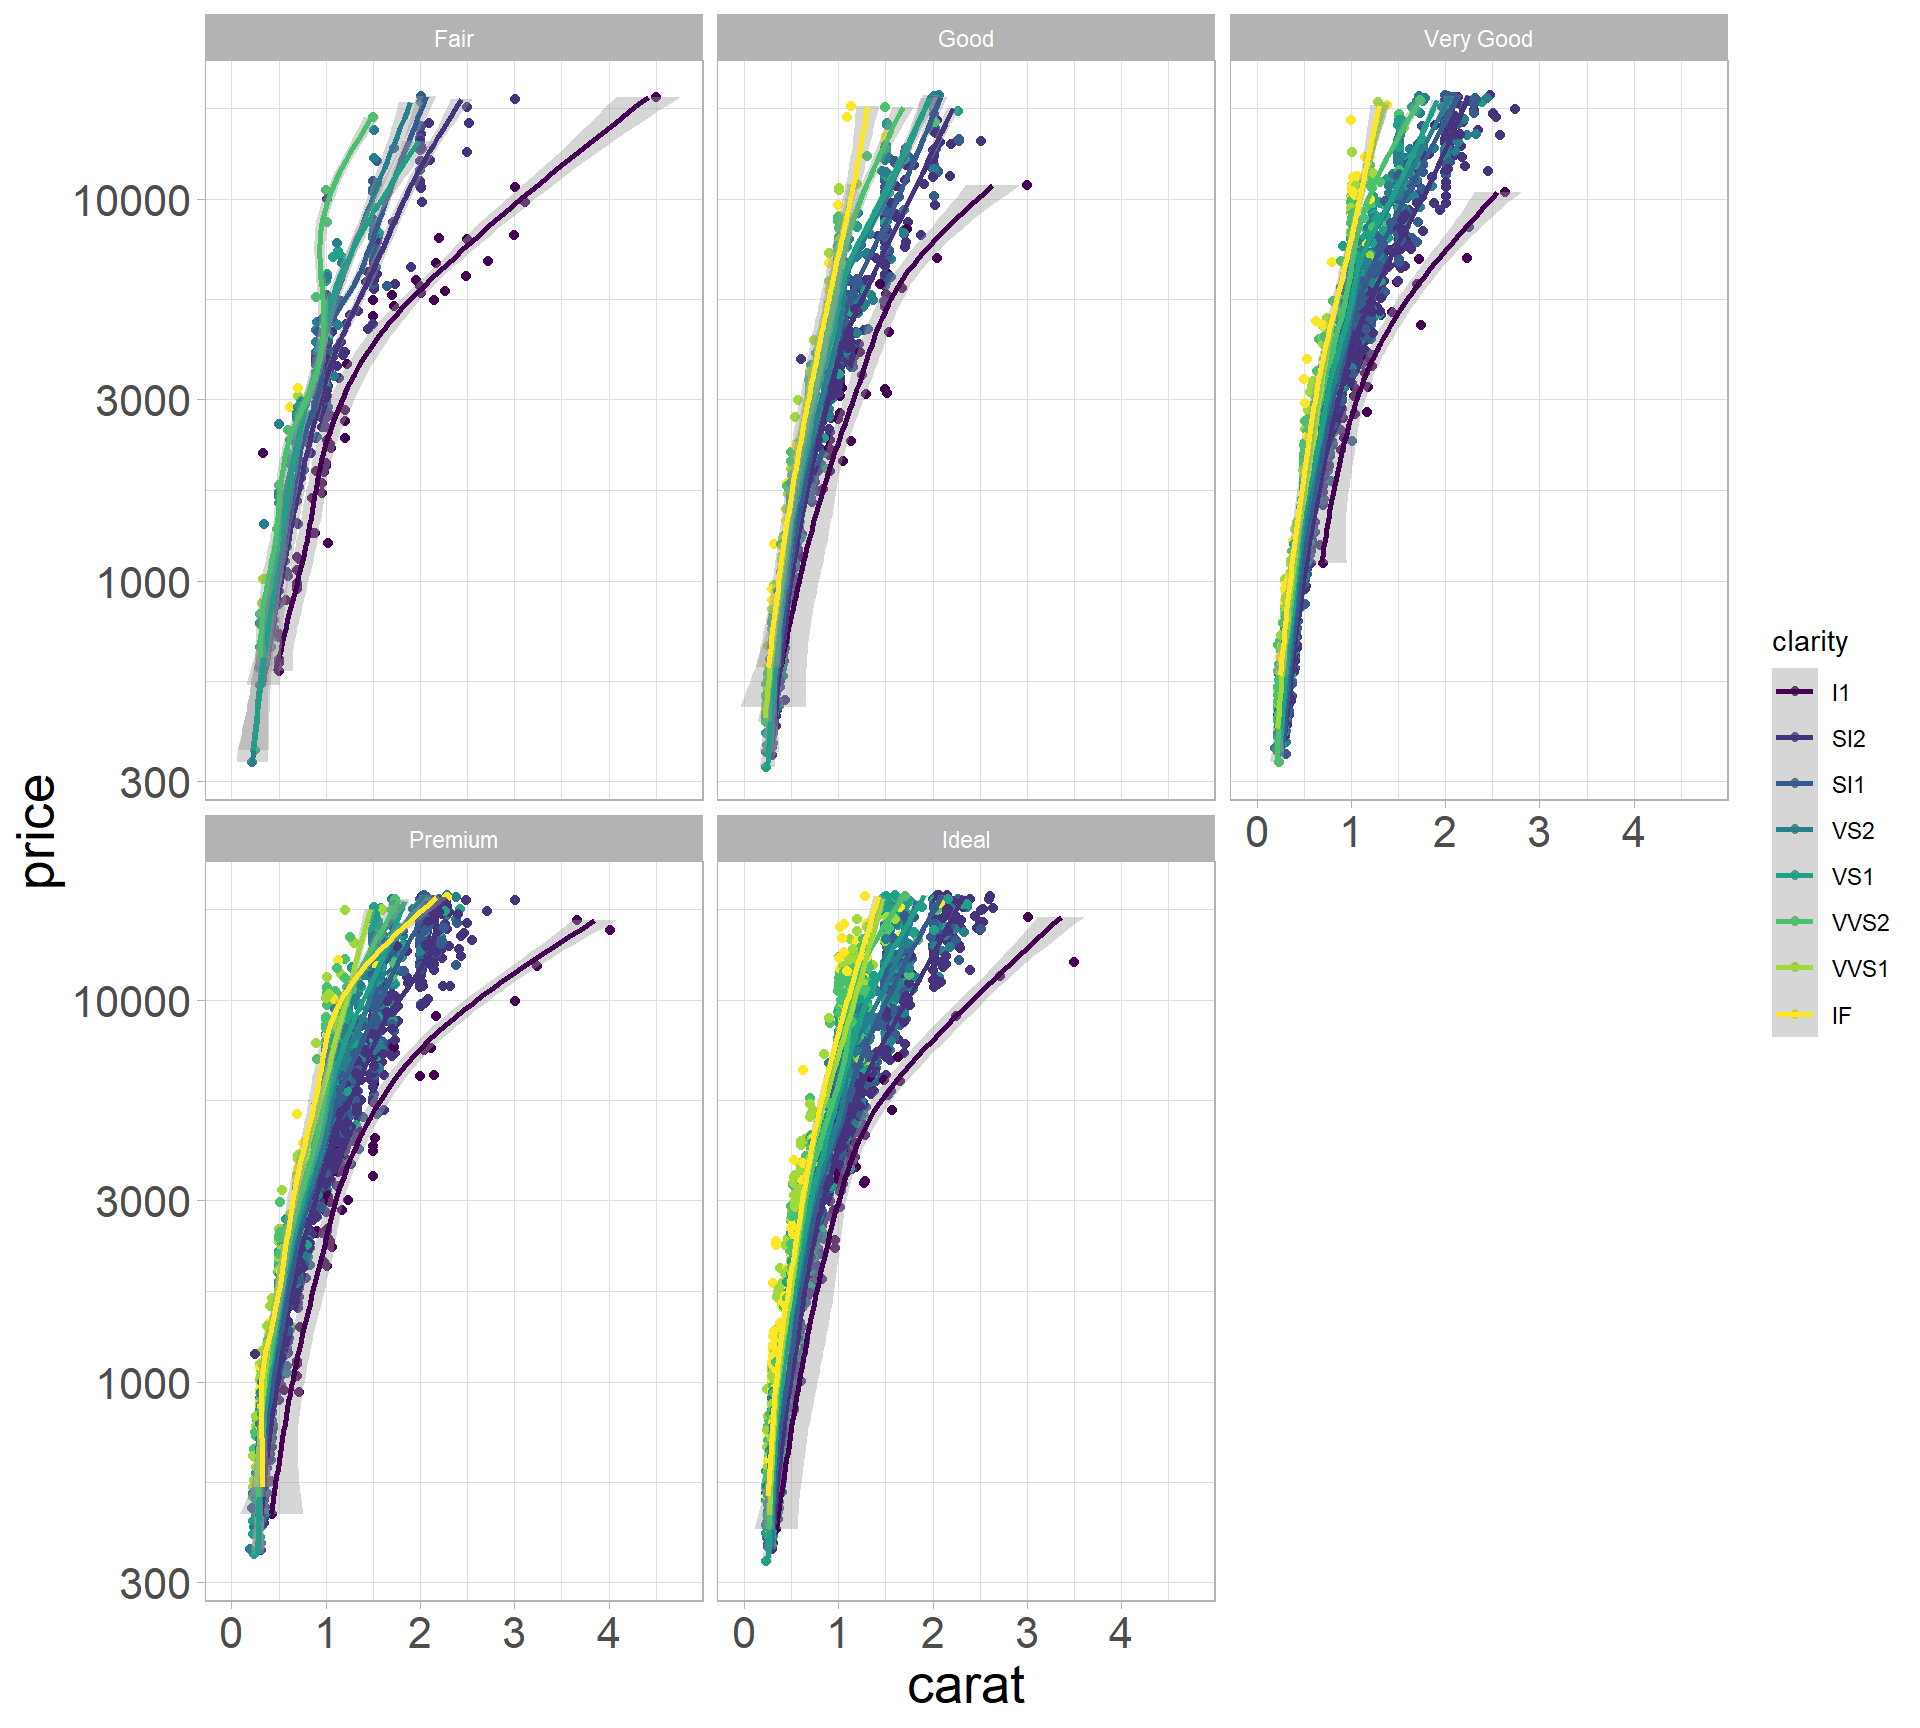 Fair
Good
Very Good
10000
3000
1000
300
0 1 2 3 4
Premium
Ideal
10000
3000
1000
300
0 1 2 3 4
0 1 2 3 4
price
carat
clarity
I1
SI2
SI1
VS2
VS1
VVS2
VVS1
IF